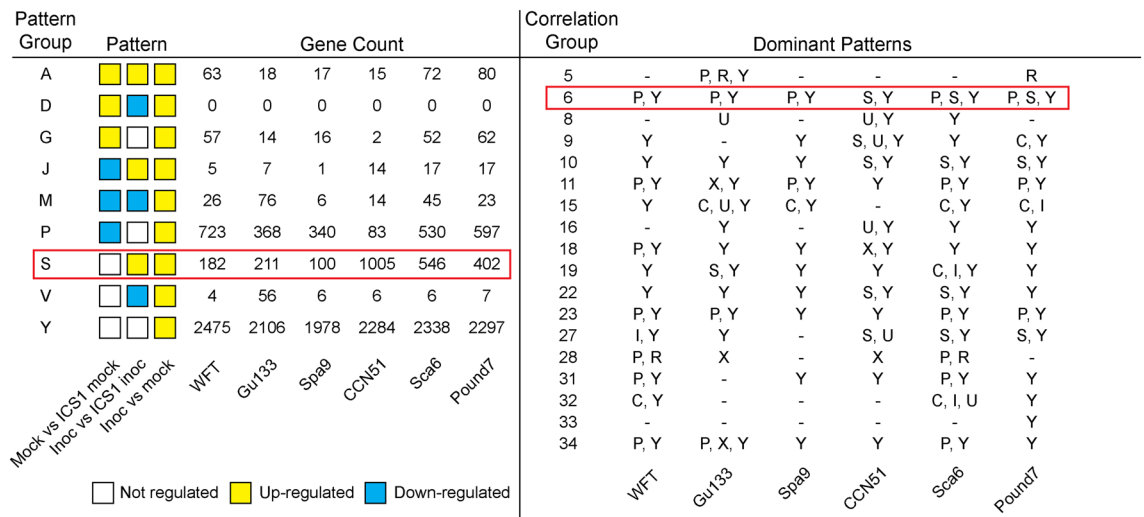 Pattern Group Pattern Gene Count
A 63 18 17 15 72 80
D 0 0 0 0 0 0
G 57 14 16 2 52 62
J 5 7 1 14 17 17
M 26 76 6 14 45 23
P 723 368 340 83 530 597
S 182 211 100 1005 546 402
V 4 56 6 6 6 7
Y 2475 2106 1978 2284 2338 2297
Mock vs ICS1 mock
Inoc vs ICS1 inoc
Inoc vs mock
WFT Gu133 Spa9 CCN51 Sca6 Pound7
Not regulated Up-regulated Down-regulated
Correlation Group Dominant Patterns
5 - P, R, Y - - - R
6 P, Y P, Y P, Y S, Y P, S, Y P, S, Y
8 - U - U, Y Y -
9 Y - Y S, U, Y Y C, Y
10 Y Y Y S, Y S, Y S, Y
11 P, Y X, Y P, Y Y P, Y P, Y
15 Y C, U, Y C, Y - C, Y C, I
16 - Y - U, Y Y Y
18 P, Y Y Y X, Y Y Y
19 Y S, Y Y Y C, I, Y Y
22 Y Y Y S, Y S, Y Y
23 P, Y P, Y Y Y P, Y P, Y
27 I, Y Y - S, U S, Y S, Y
28 P, R X - X P, R -
31 P, Y - Y Y P, Y Y
32 C, Y - - - C, I, U Y
33 - - - - - Y
34 P, Y P, X, Y Y Y P, Y Y
WFT Gu133 Spa9 CCN51 Sca6 Pound7